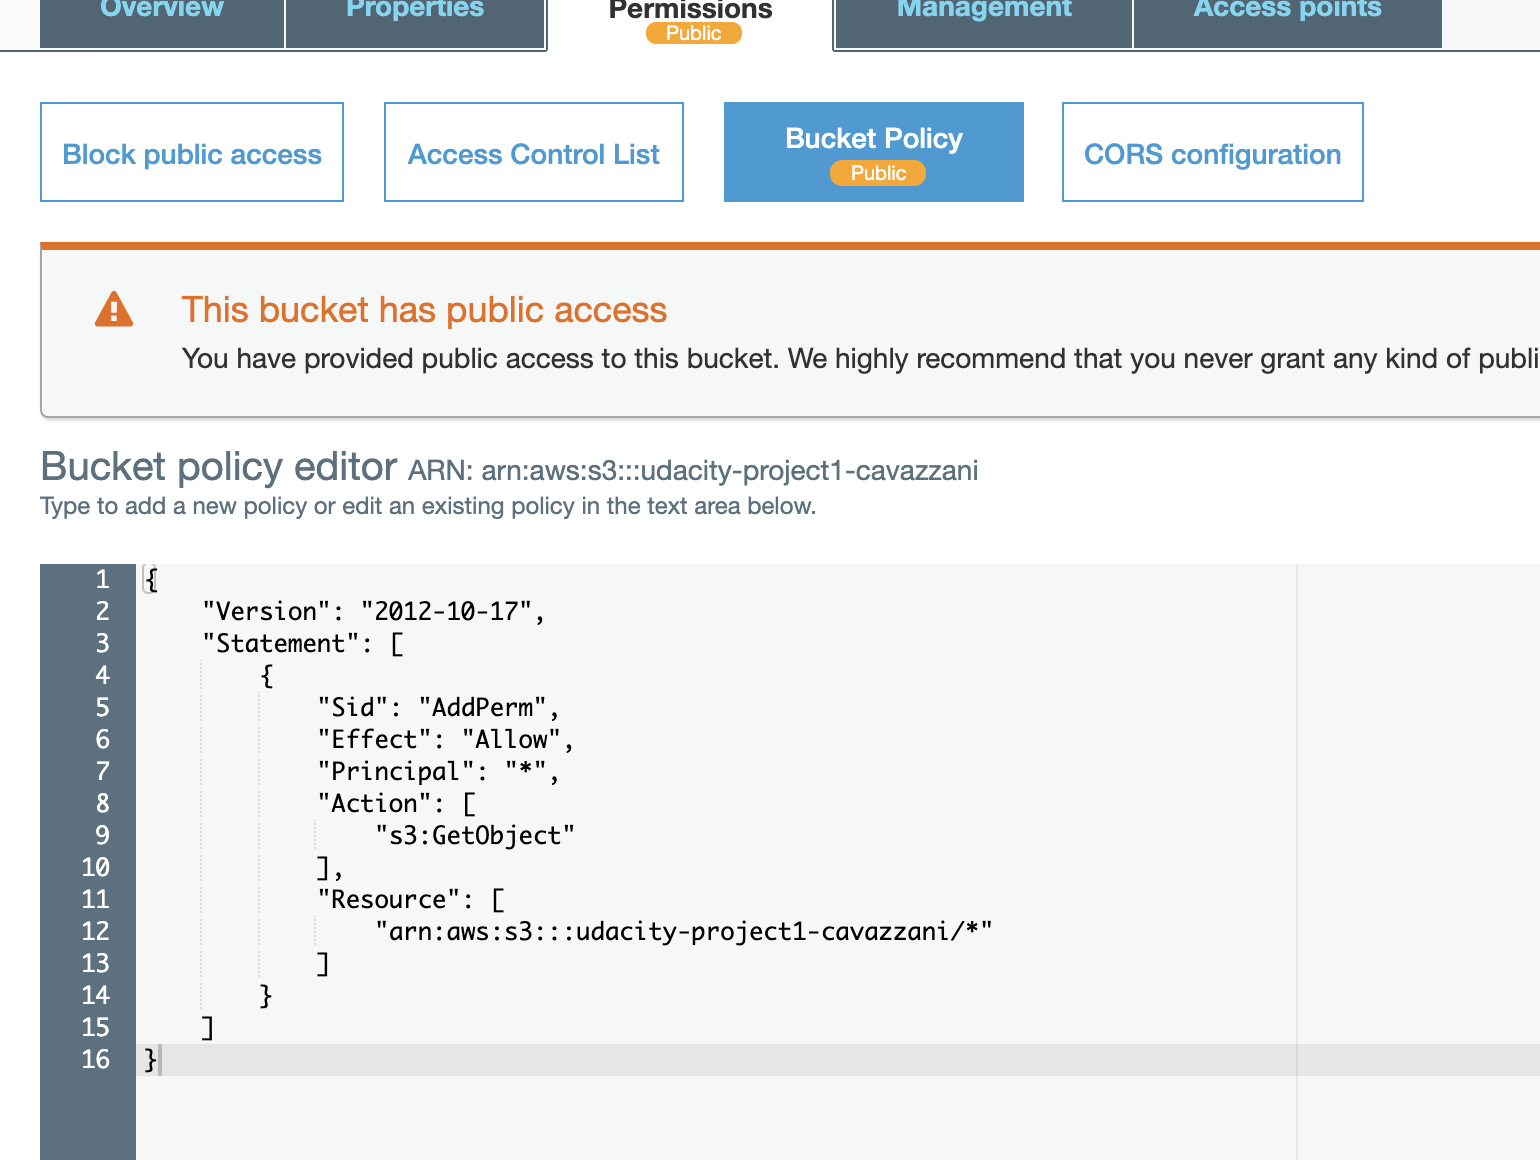 Overview
Properties
Permissions
Public
Management
Access points
Block public access
Access Control List
Bucket Policy
Public
CORS configuration
This bucket has public access
You have provided public access to this bucket. We highly recommend that you never grant any kind of publi
Bucket policy editor ARN: arn:aws:s3:::udacity-project1-cavazzani
Type to add a new policy or edit an existing policy in the text area below.
1 {
2 "Version": "2012-10-17",
3 "Statement": [
4 {
5 "Sid": "AddPerm",
6 "Effect": "Allow",
7 "Principal": "*",
8 "Action": [
9 "s3:GetObject"
10 ],
11 "Resource": [
12 "arn:aws:s3:::udacity-project1-cavazzani/*"
13 ]
14 }
15 ]
16 }